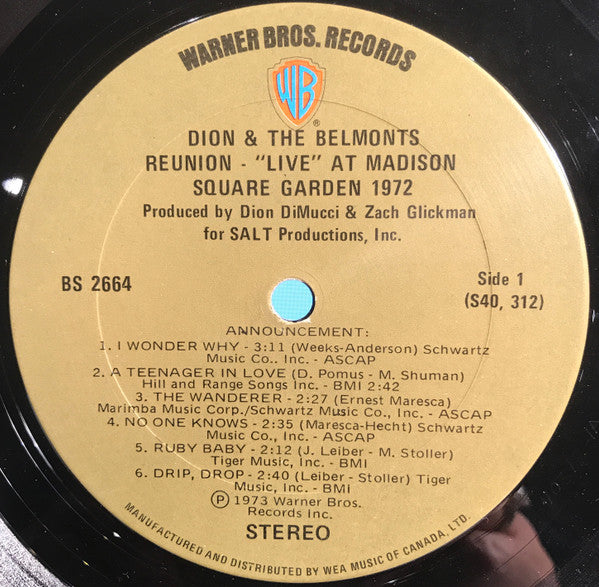 WARNER BROS. RECORDS
WB
®
DION & THE BELMONTS
REUNION - "LIVE" AT MADISON
SQUARE GARDEN 1972
Produced by Dion DiMucci & Zach Glickman
for SALT Productions, Inc.
BS 2664
Side 1
(S40, 312)
ANNOUNCEMENT:
1. I WONDER WHY - 3:11 (Weeks-Anderson) Schwartz
Music Co., Inc. - ASCAP
2. A TEENAGER IN LOVE (D. Pomus - M. Shuman)
Hill and Range Songs Inc. - BMI 2:42
3. THE WANDERER - 2:27 (Ernest Maresca)
Marimba Music Corp./Schwartz Music Co., Inc. - ASCAP
4. NO ONE KNOWS - 2:35 (Maresca-Hecht) Schwartz
Music Co., Inc. - ASCAP
5. RUBY BABY - 2:12 (J. Leiber - M. Stoller)
Tiger Music, Inc. - BMI
6. DRIP, DROP - 2:40 (Leiber - Stoller) Tiger
Music, Inc. - BMI
Ⓟ 1973 Warner Bros.
Records Inc.
STEREO
MANUFACTURED AND DISTRIBUTED BY WEA MUSIC OF CANADA, LTD.